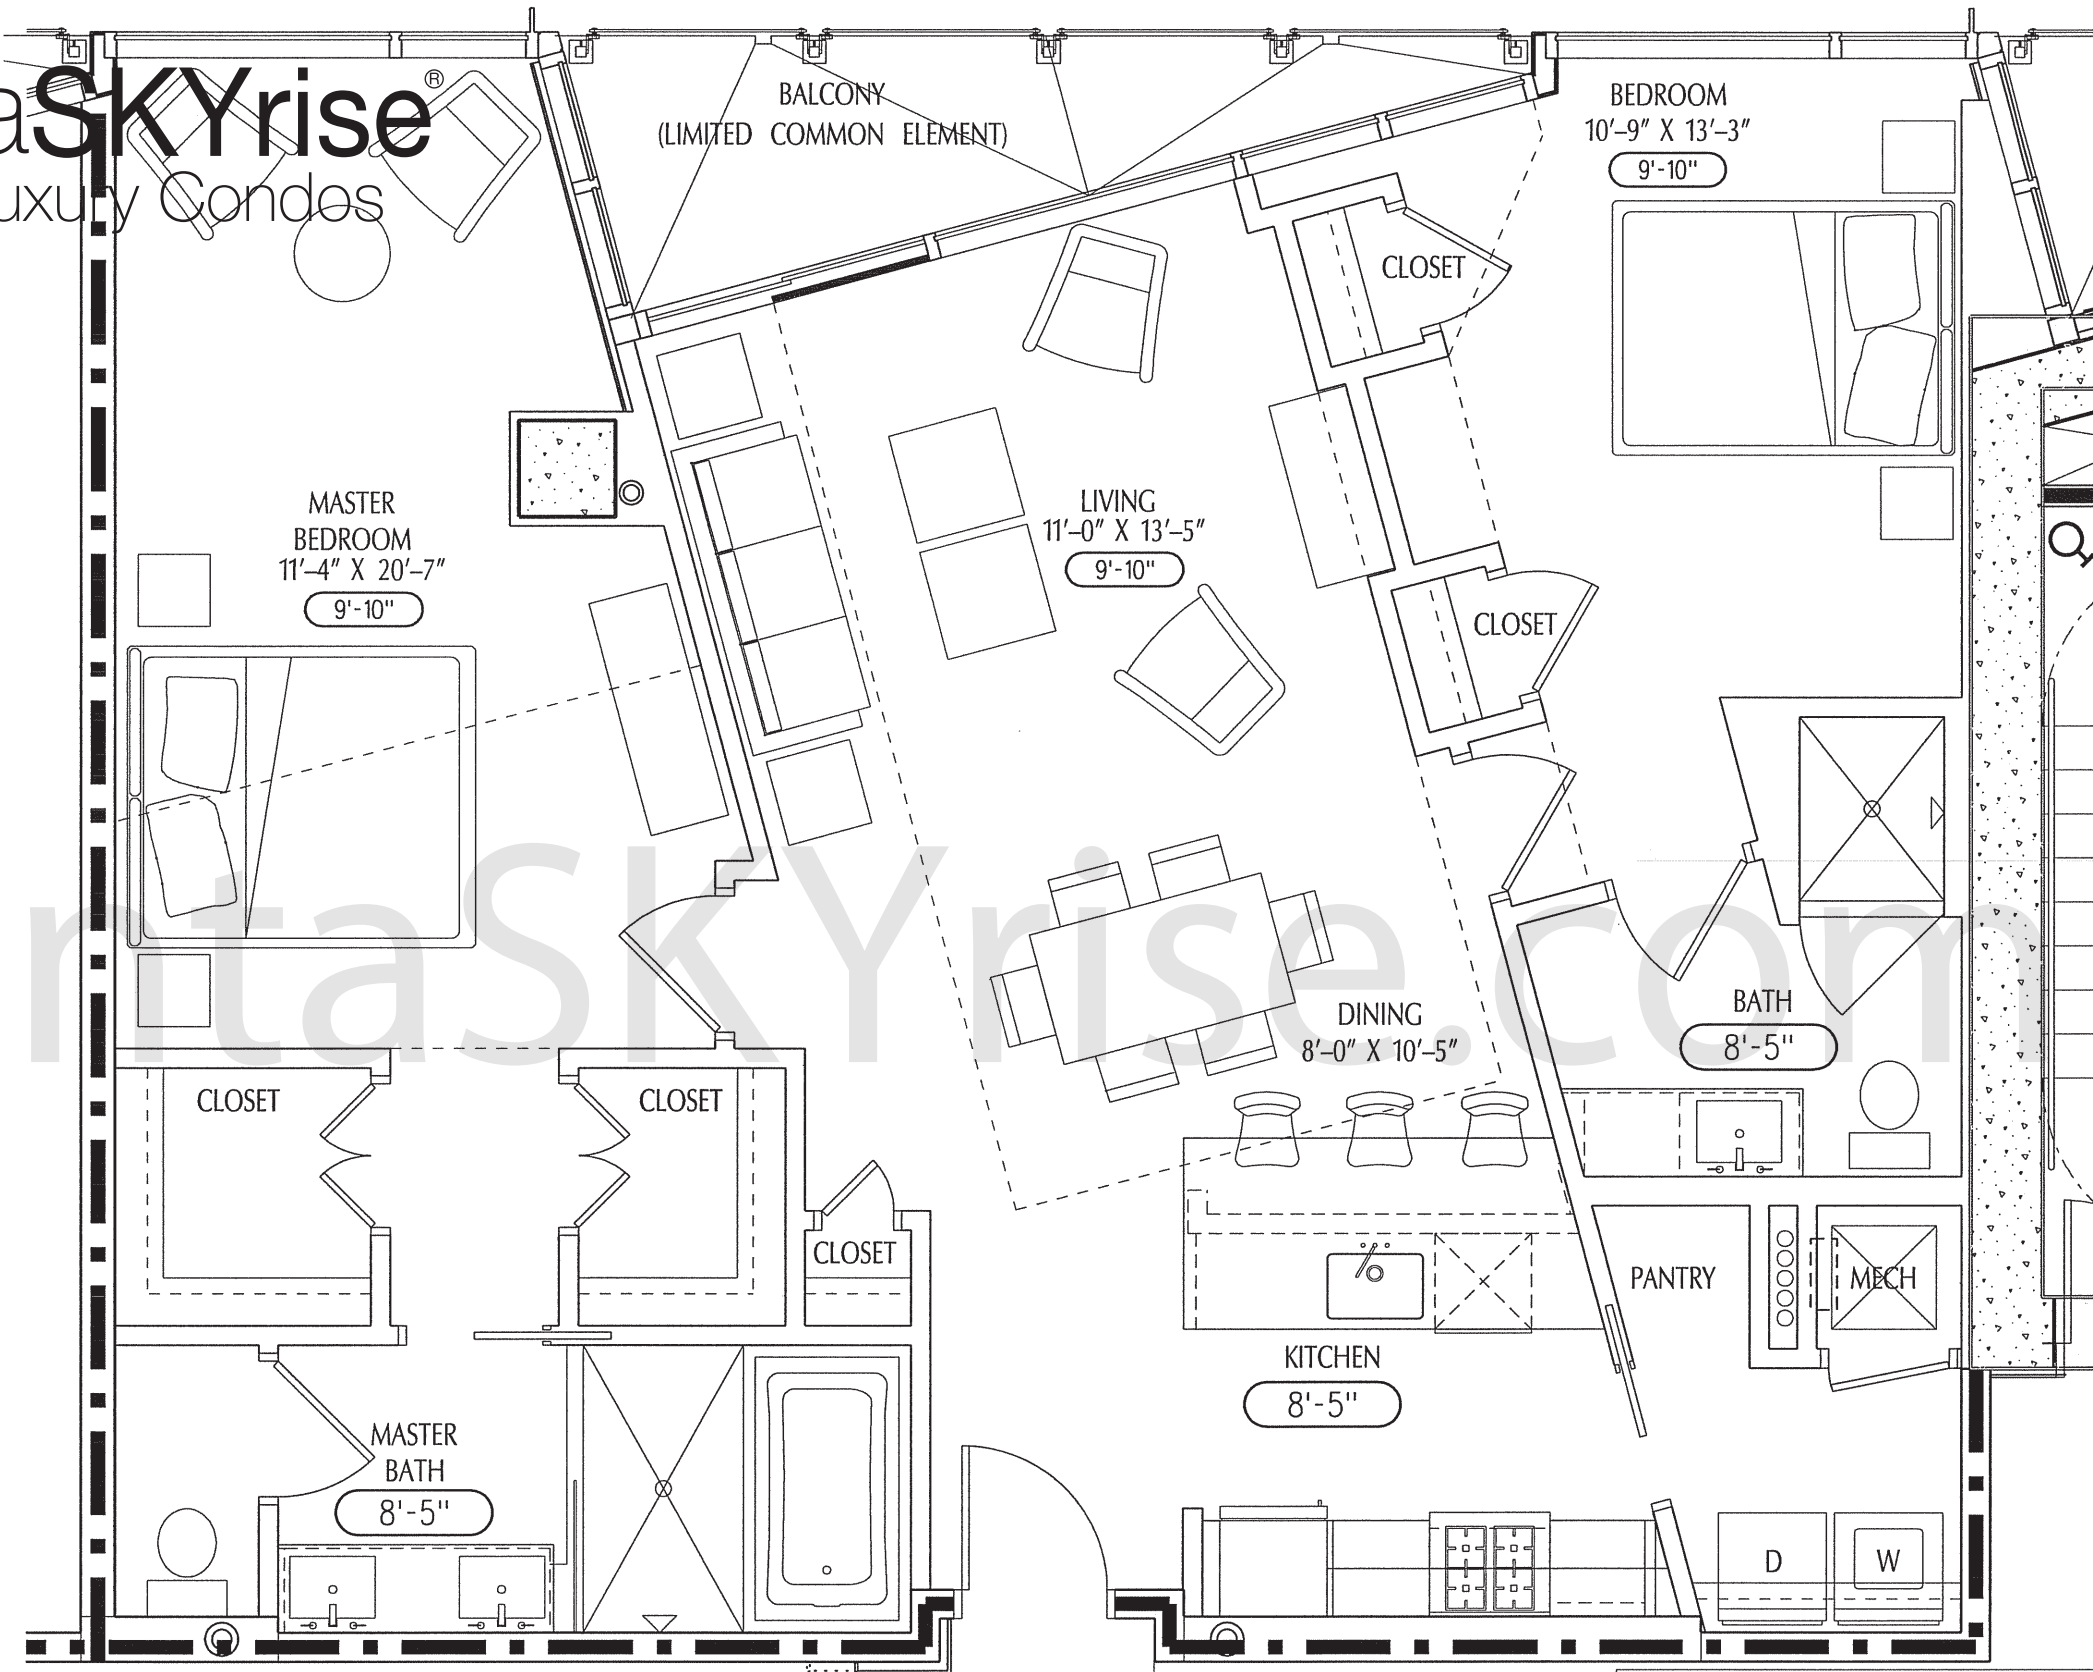 aSKYrise®
uxury Condos
BALCONY
(LIMITED COMMON ELEMENT)
BEDROOM
10'-9" X 13'-3"
9'-10"
CLOSET
MASTER
BEDROOM
11'-4" X 20'-7"
9'-10"
LIVING
11'-0" X 13'-5"
9'-10"
CLOSET
ntaSKYrise.com
DINING
8'-0" X 10'-5"
BATH
8'-5"
CLOSET
CLOSET
CLOSET
PANTRY
MECH
KITCHEN
8'-5"
MASTER
BATH
8'-5"
D
W